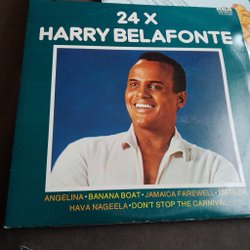 24 X
HARRY BELAFONTE
ANGELINA • BANANA BOAT • JAMAICA FAREWELL • MATILDA
HAVA NAGEELA • DON'T STOP THE CARNIVAL